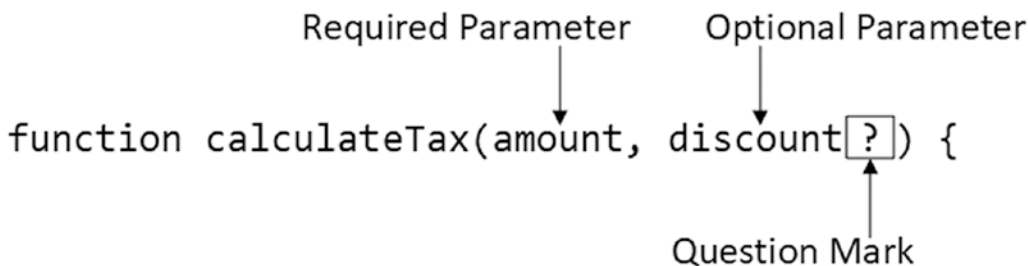 Required Parameter Optional Parameter
function calculateTax(amount, discount?) {
Question Mark